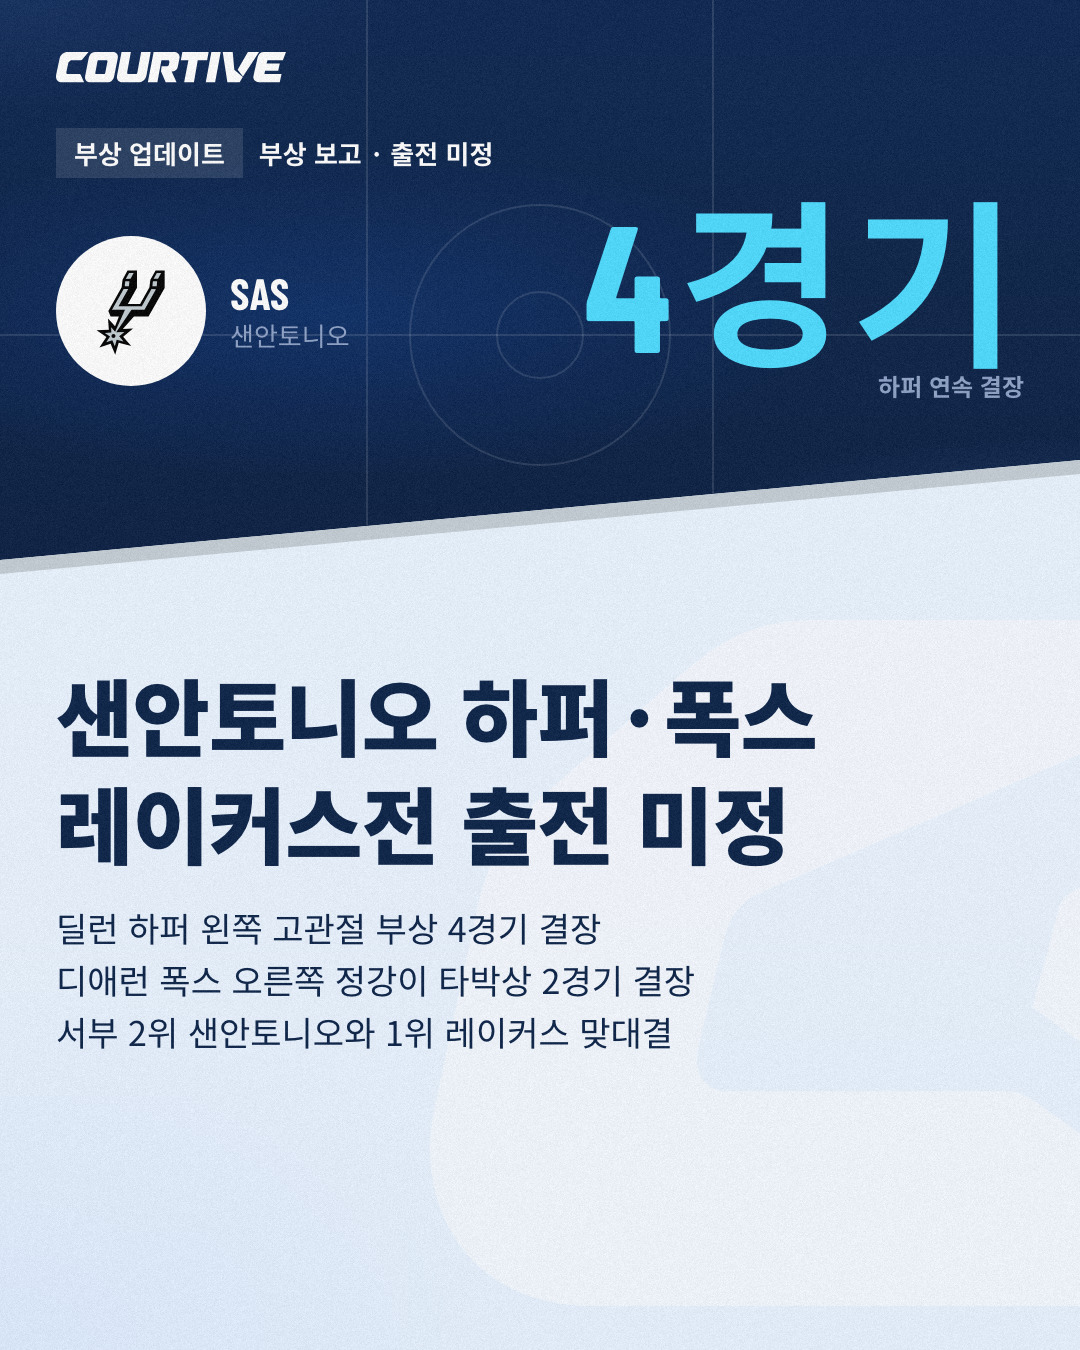 COURTIVE
부상 업데이트 부상 보고 · 출전 미정
SAS
샌안토니오
4경기
하퍼 연속 결장
샌안토니오 하퍼·폭스
레이커스전 출전 미정
딜런 하퍼 왼쪽 고관절 부상 4경기 결장
디애런 폭스 오른쪽 정강이 타박상 2경기 결장
서부 2위 샌안토니오와 1위 레이커스 맞대결